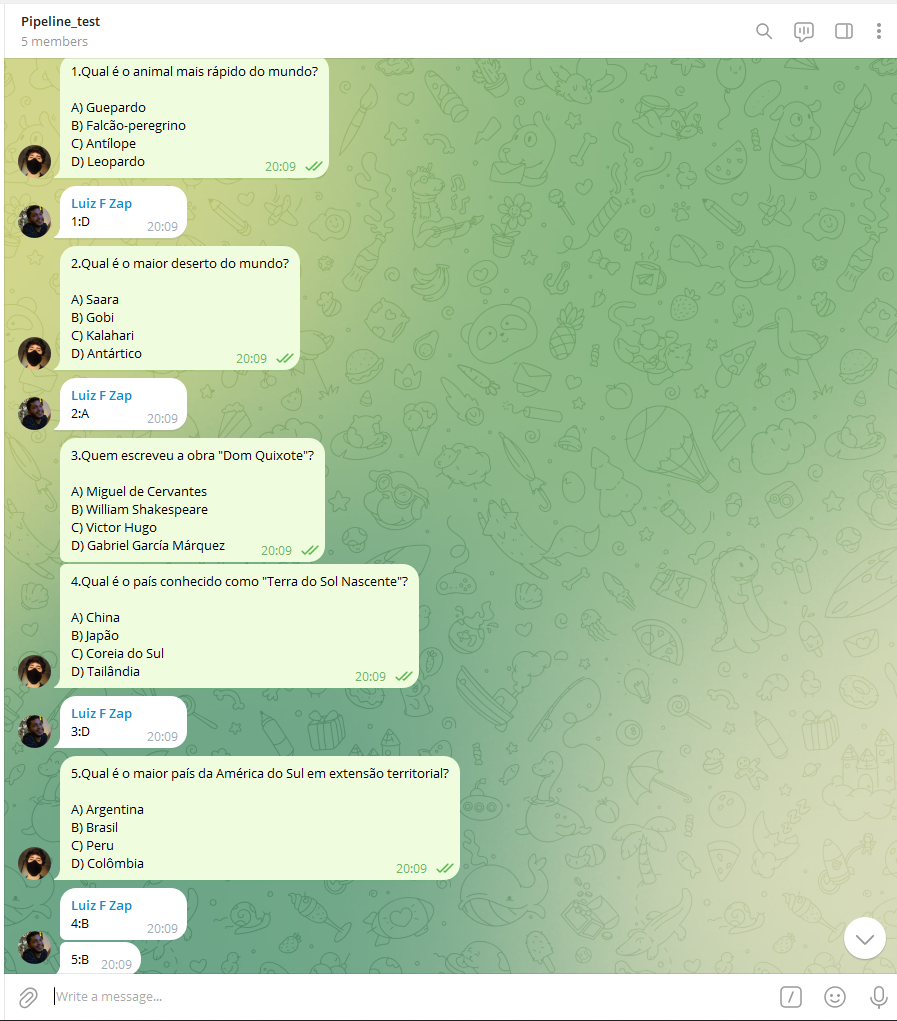 Pipeline_test
5 members
1.Qual é o animal mais rápido do mundo?
A) Guepardo
B) Falcão-peregrino
C) Antílope
D) Leopardo
20:09
Luiz F Zap
1:D
20:09
2.Qual é o maior deserto do mundo?
A) Saara
B) Gobi
C) Kalahari
D) Antártico
20:09
Luiz F Zap
2:A
20:09
3.Quem escreveu a obra "Dom Quixote"?
A) Miguel de Cervantes
B) William Shakespeare
C) Victor Hugo
D) Gabriel García Márquez
20:09
4.Qual é o país conhecido como "Terra do Sol Nascente"?
A) China
B) Japão
C) Coreia do Sul
D) Tailândia
20:09
Luiz F Zap
3:D
20:09
5.Qual é o maior país da América do Sul em extensão territorial?
A) Argentina
B) Brasil
C) Peru
D) Colômbia
20:09
Luiz F Zap
4:B
20:09
5:B
20:09
Write a message...